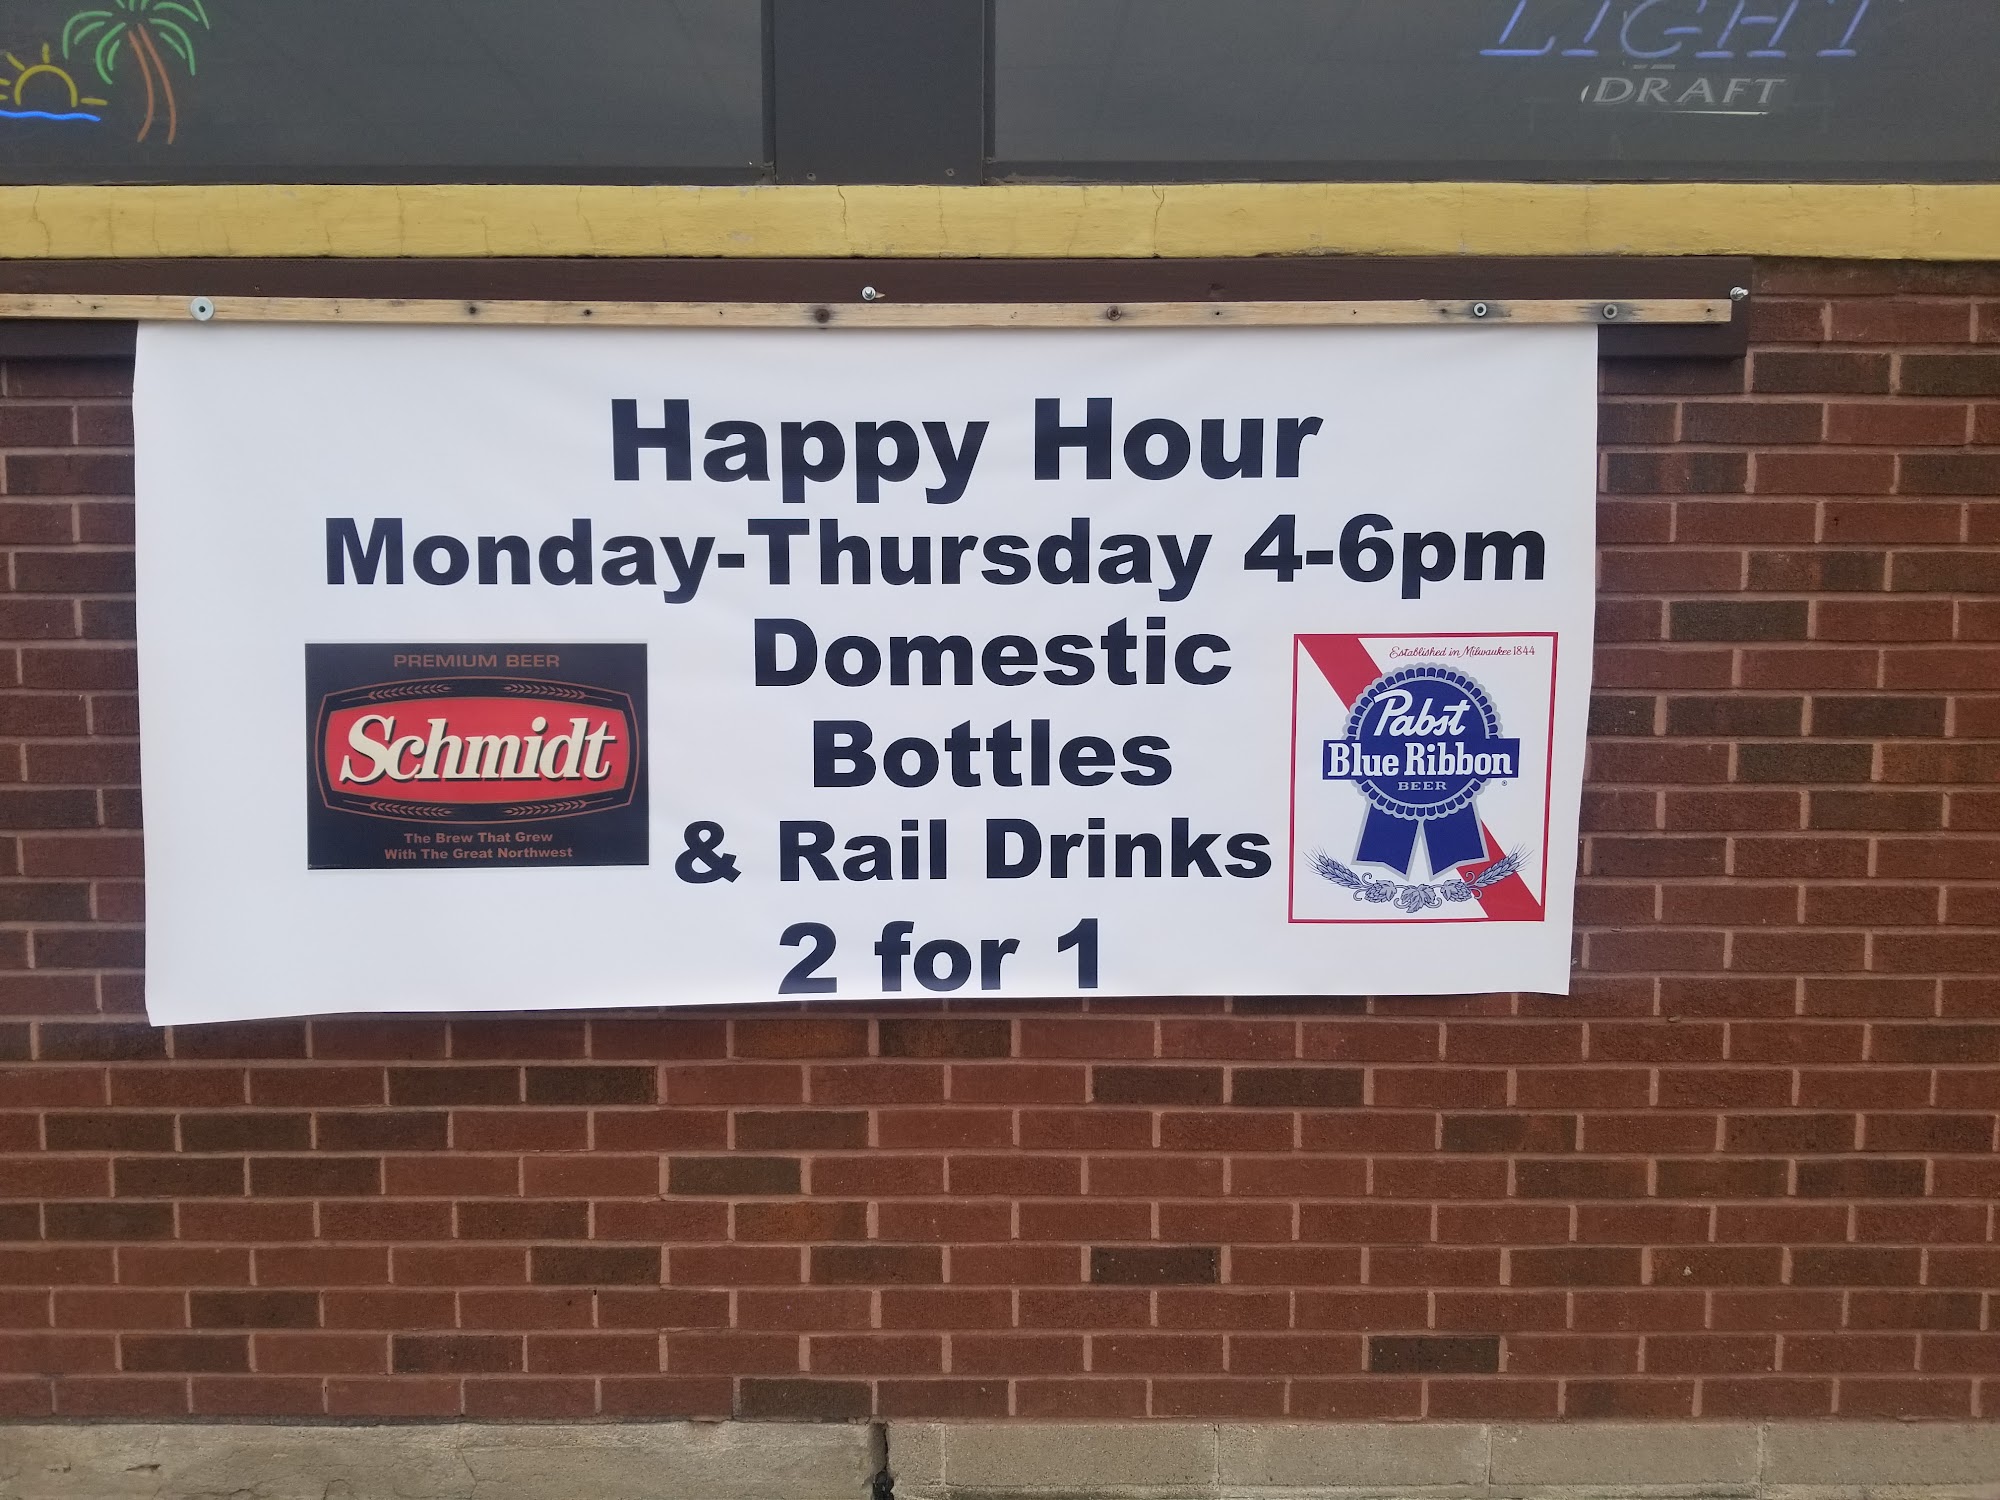 LIGHT
DRAFT
Happy Hour
Monday-Thursday 4-6pm
Domestic
Bottles
& Rail Drinks
2 for 1
PREMIUM BEER
Schmidt
The Brew That Grew
With The Great Northwest
Established in Milwaukee 1844
Pabst
Blue Ribbon
BEER